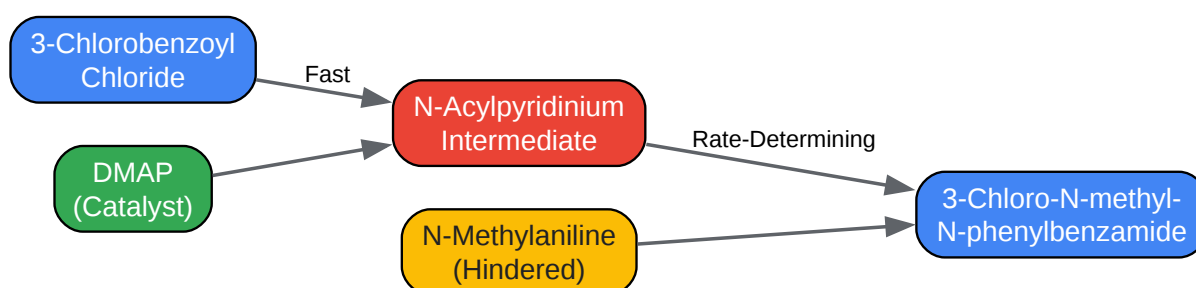 3-Chlorobenzoyl
Chloride
Fast
DMAP
(Catalyst)
N-Acylpyridinium
Intermediate
Rate-Determining
N-Methylaniline
(Hindered)
3-Chloro-N-methyl-
N-phenylbenzamide